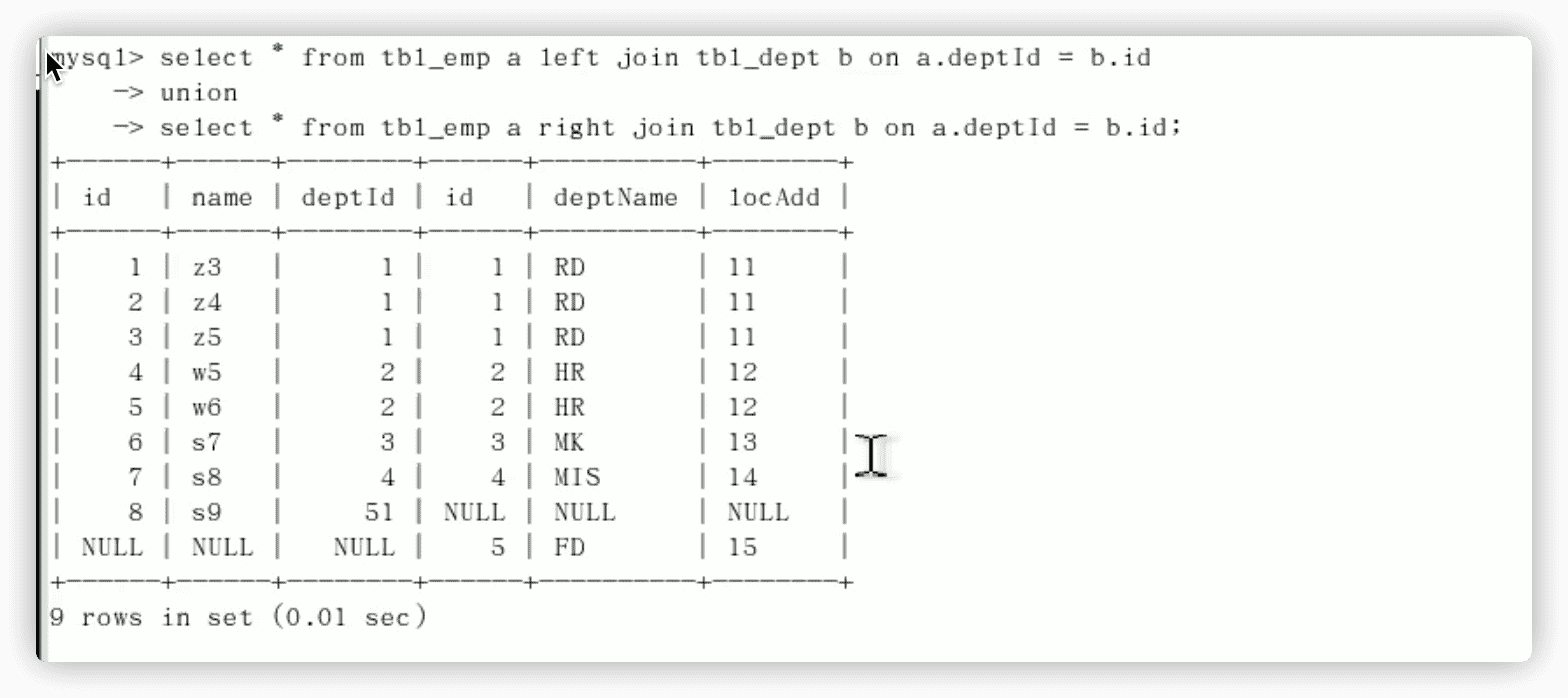 mysql> select * from tbl_emp a left join tbl_dept b on a.deptId = b.id
-> union
-> select * from tbl_emp a right join tbl_dept b on a.deptId = b.id;
+------+------+--------+------+----------+--------+
| id | name | deptId | id | deptName | locAdd |
+------+------+--------+------+----------+--------+
| 1 | z3 | 1 | 1 | RD | 11 |
| 2 | z4 | 1 | 1 | RD | 11 |
| 3 | z5 | 1 | 1 | RD | 11 |
| 4 | w5 | 2 | 2 | HR | 12 |
| 5 | w6 | 2 | 2 | HR | 12 |
| 6 | s7 | 3 | 3 | MK | 13 |
| 7 | s8 | 4 | 4 | MIS | 14 |
| 8 | s9 | 51 | NULL | NULL | NULL |
| NULL | NULL | NULL | 5 | FD | 15 |
+------+------+--------+------+----------+--------+
9 rows in set (0.01 sec)